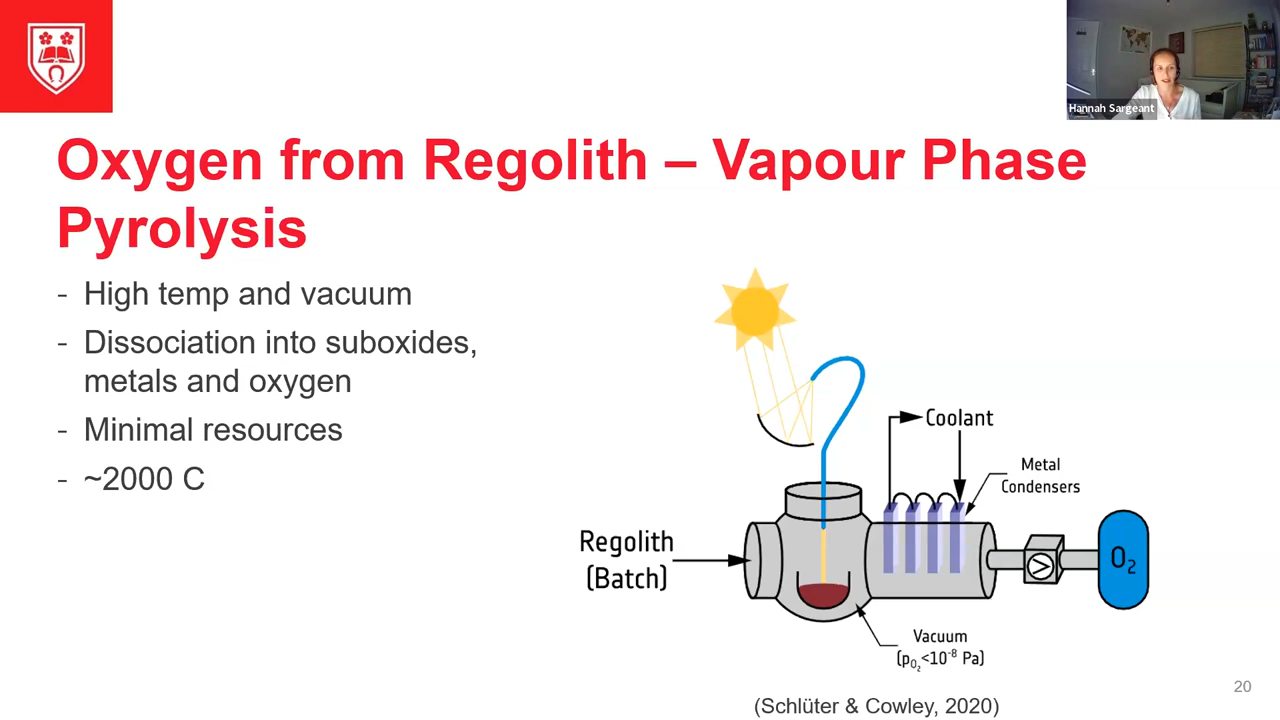 Hannah Sargeant
Oxygen from Regolith – Vapour Phase
Pyrolysis
- High temp and vacuum
- Dissociation into suboxides,
metals and oxygen
- Minimal resources
- ~2000 C
Coolant
Metal
Condensers
Regolith
(Batch)
O₂
Vacuum
(pO₂<10⁻⁸ Pa)
(Schlüter & Cowley, 2020)
20